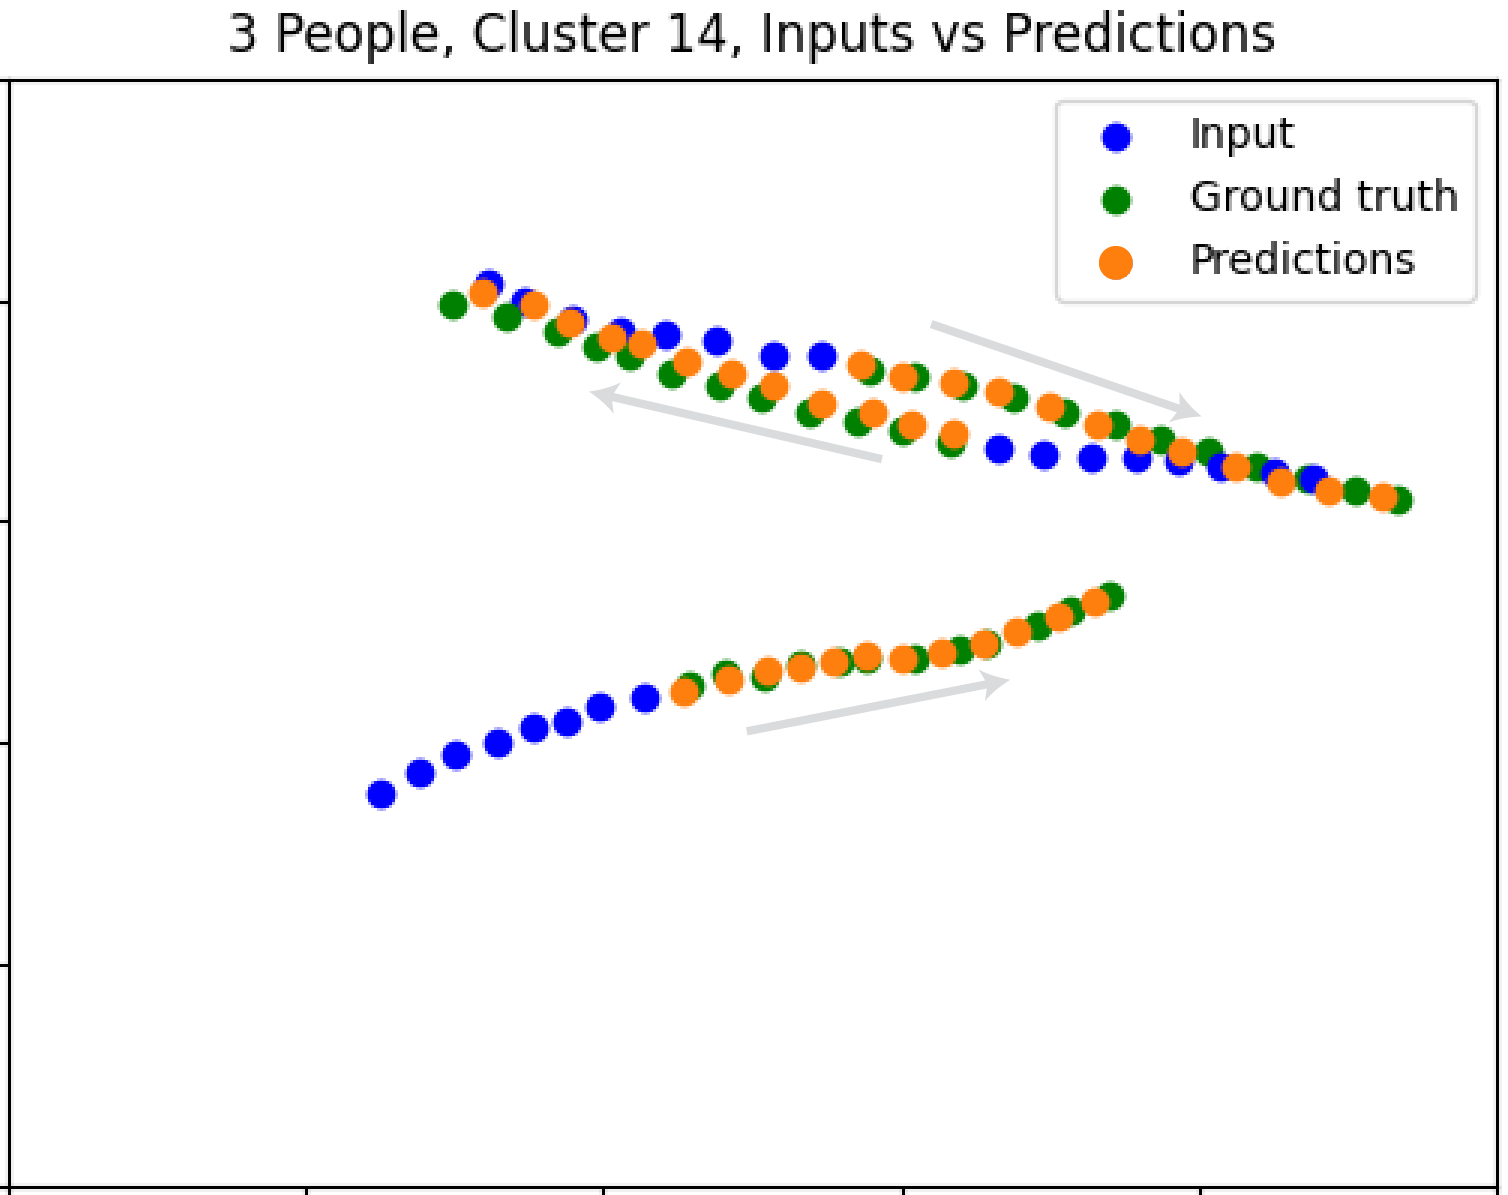 3 People, Cluster 14, Inputs vs Predictions
Input
Ground truth
Predictions